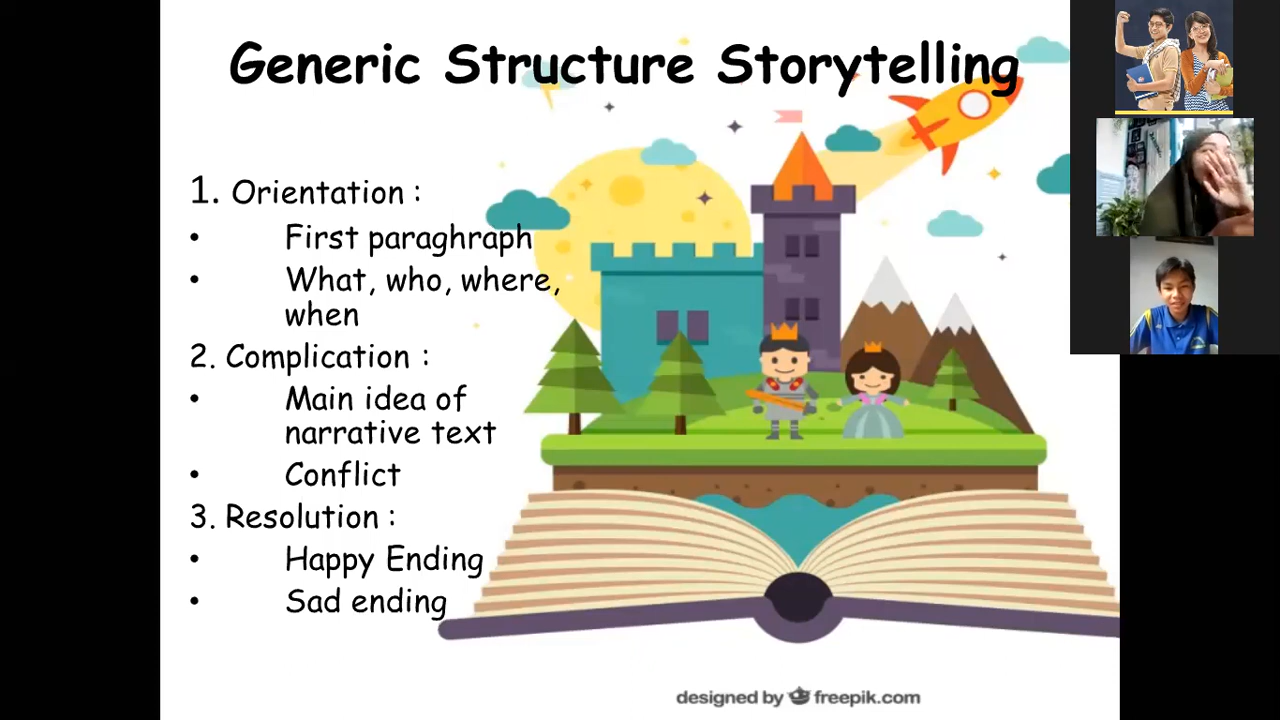 Generic Structure Storytelling
1. Orientation :
• First paraghraph
• What, who, where,
when
2. Complication :
• Main idea of
narrative text
• Conflict
3. Resolution :
• Happy Ending
• Sad ending
designed by freepik.com